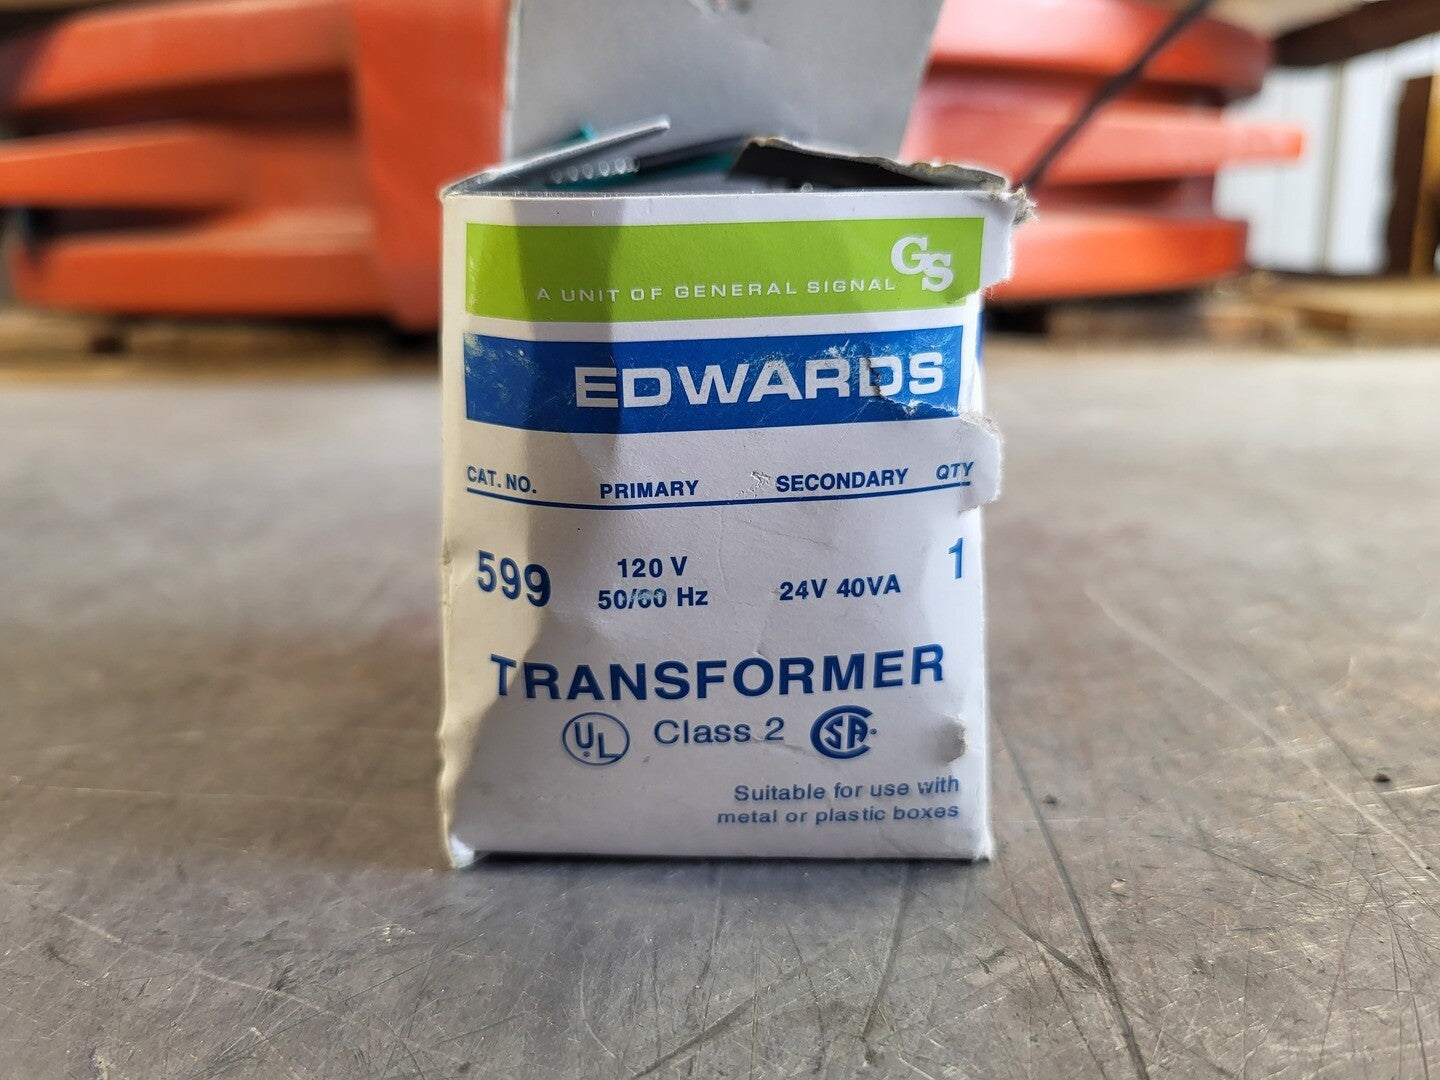 GS
A UNIT OF GENERAL SIGNAL
EDWARDS
CAT. NO. PRIMARY SECONDARY QTY
599 120 V 24V 40VA 1
50/60 Hz
TRANSFORMER
UL Class 2 CSA
Suitable for use with
metal or plastic boxes